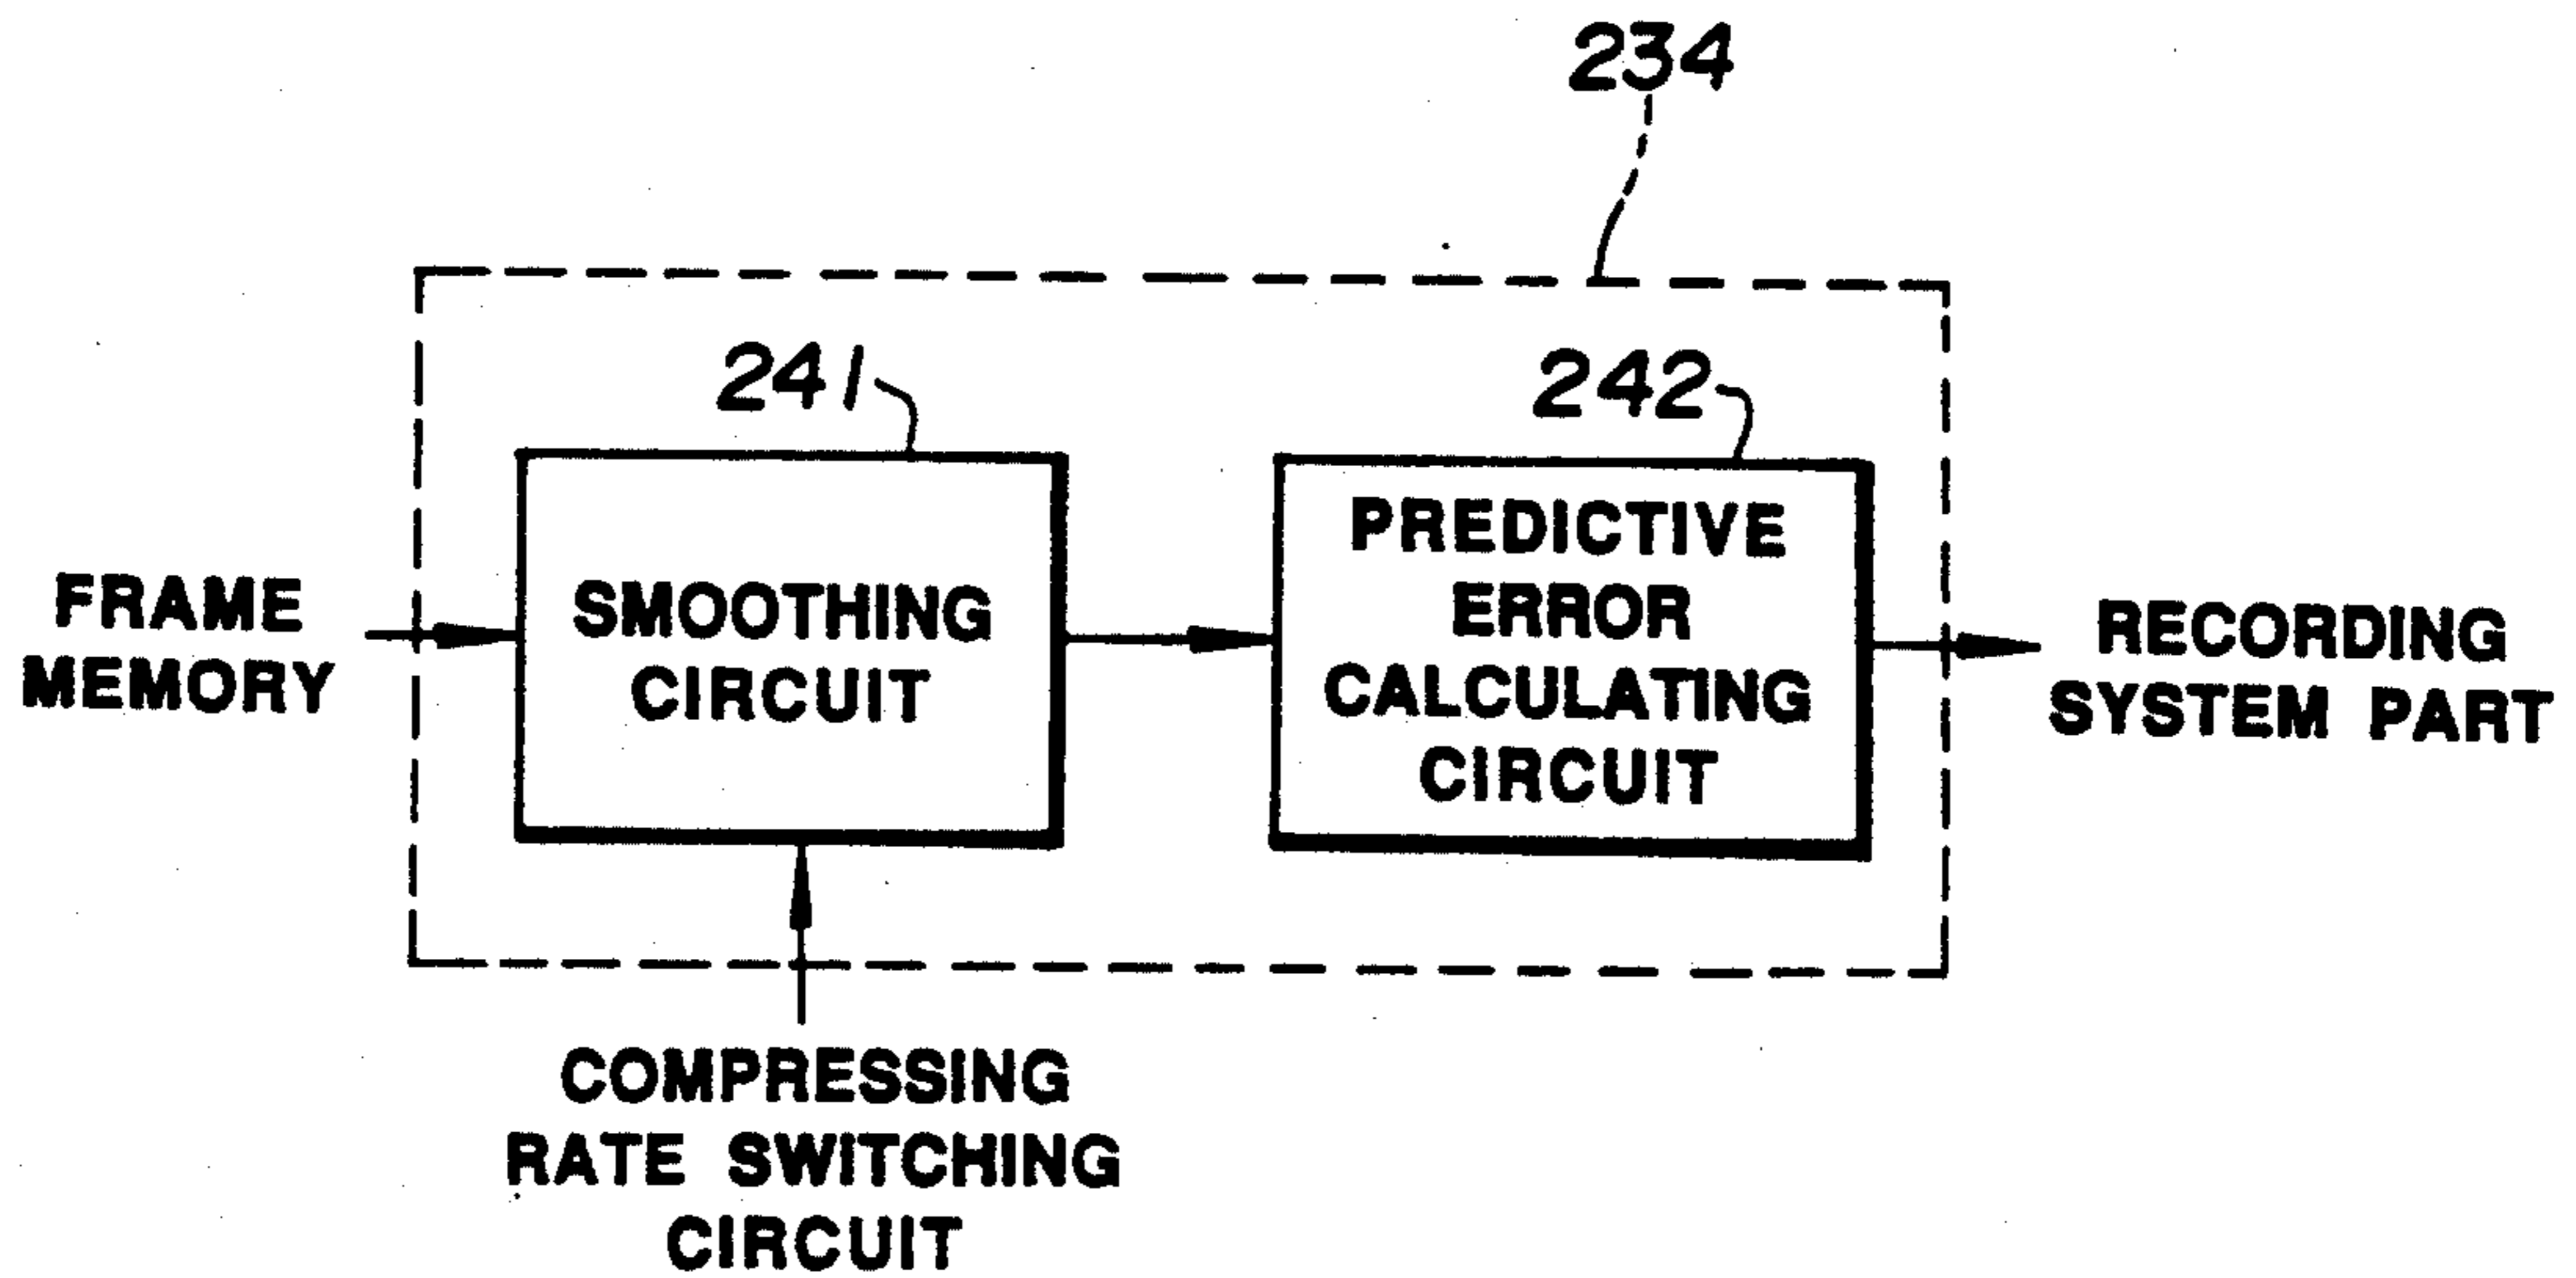 234
241
242
FRAME
MEMORY
SMOOTHING
CIRCUIT
PREDICTIVE
ERROR
CALCULATING
CIRCUIT
RECORDING
SYSTEM PART
COMPRESSING
RATE SWITCHING
CIRCUIT